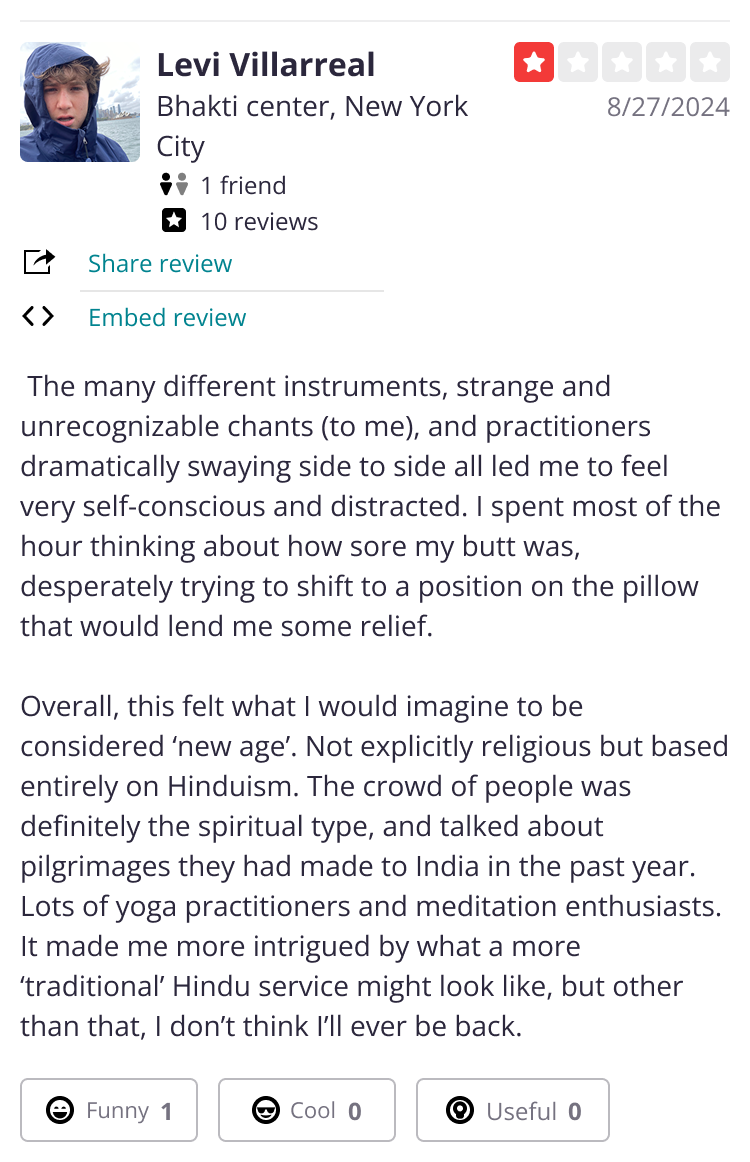 Levi Villarreal
Bhakti center, New York
City
8/27/2024
1 friend
10 reviews
Share review
Embed review
The many different instruments, strange and
unrecognizable chants (to me), and practitioners
dramatically swaying side to side all led me to feel
very self-conscious and distracted. I spent most of the
hour thinking about how sore my butt was,
desperately trying to shift to a position on the pillow
that would lend me some relief.
Overall, this felt what I would imagine to be
considered ‘new age’. Not explicitly religious but based
entirely on Hinduism. The crowd of people was
definitely the spiritual type, and talked about
pilgrimages they had made to India in the past year.
Lots of yoga practitioners and meditation enthusiasts.
It made me more intrigued by what a more
‘traditional’ Hindu service might look like, but other
than that, I don’t think I’ll ever be back.
Funny 1
Cool 0
Useful 0